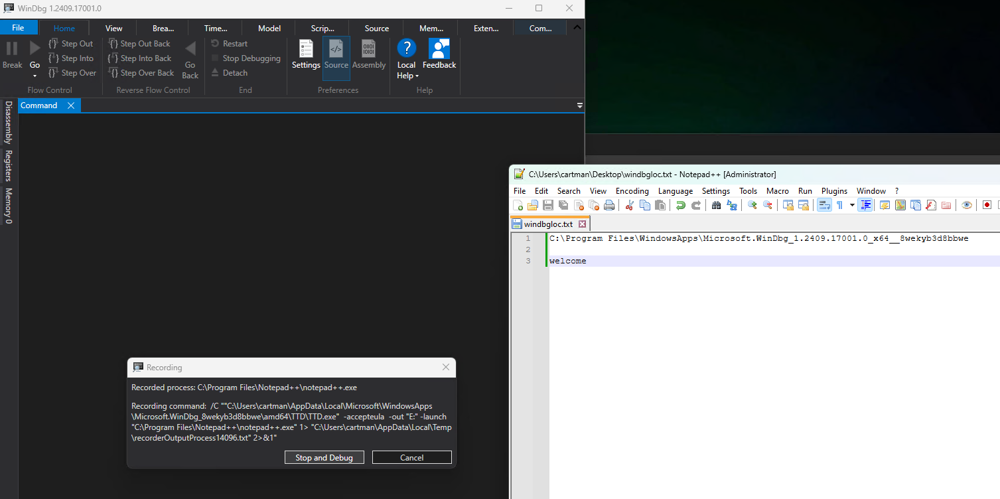 WinDbg 1.2409.17001.0
File Home View Brea... Time... Model Scrip... Source Mem... Exten... Com...
Break
Go
Step Out
Step Into
Step Over
Flow Control
Step Out Back
Step Into Back
Step Over Back
Go Back
Reverse Flow Control
Restart
Stop Debugging
Detach
End
Settings
Source
Assembly
Preferences
Local Help
Feedback
Help
Disassembly
Registers
Memory 0
Command
Recording
Recorded process: C:\Program Files\Notepad++\notepad++.exe
Recording command:  /C ""C:\Users\cartman\AppData\Local\Microsoft\WindowsApps
\Microsoft.WinDbg_8wekyb3d8bbwe\amd64\TTD\TTD.exe"  -accepteula  -out "E:" -launch
"C:\Program Files\Notepad++\notepad++.exe" 1> "C:\Users\cartman\AppData\Local\Temp
\recorderOutputProcess14096.txt" 2>&1"
Stop and Debug
Cancel
C:\Users\cartman\Desktop\windbgloc.txt - Notepad++ [Administrator]
File Edit Search View Encoding Language Settings Tools Macro Run Plugins Window ?
windbgloc.txt
1 C:\Program Files\WindowsApps\Microsoft.WinDbg_1.2409.17001.0_x64__8wekyb3d8bbwe
2
3 welcome